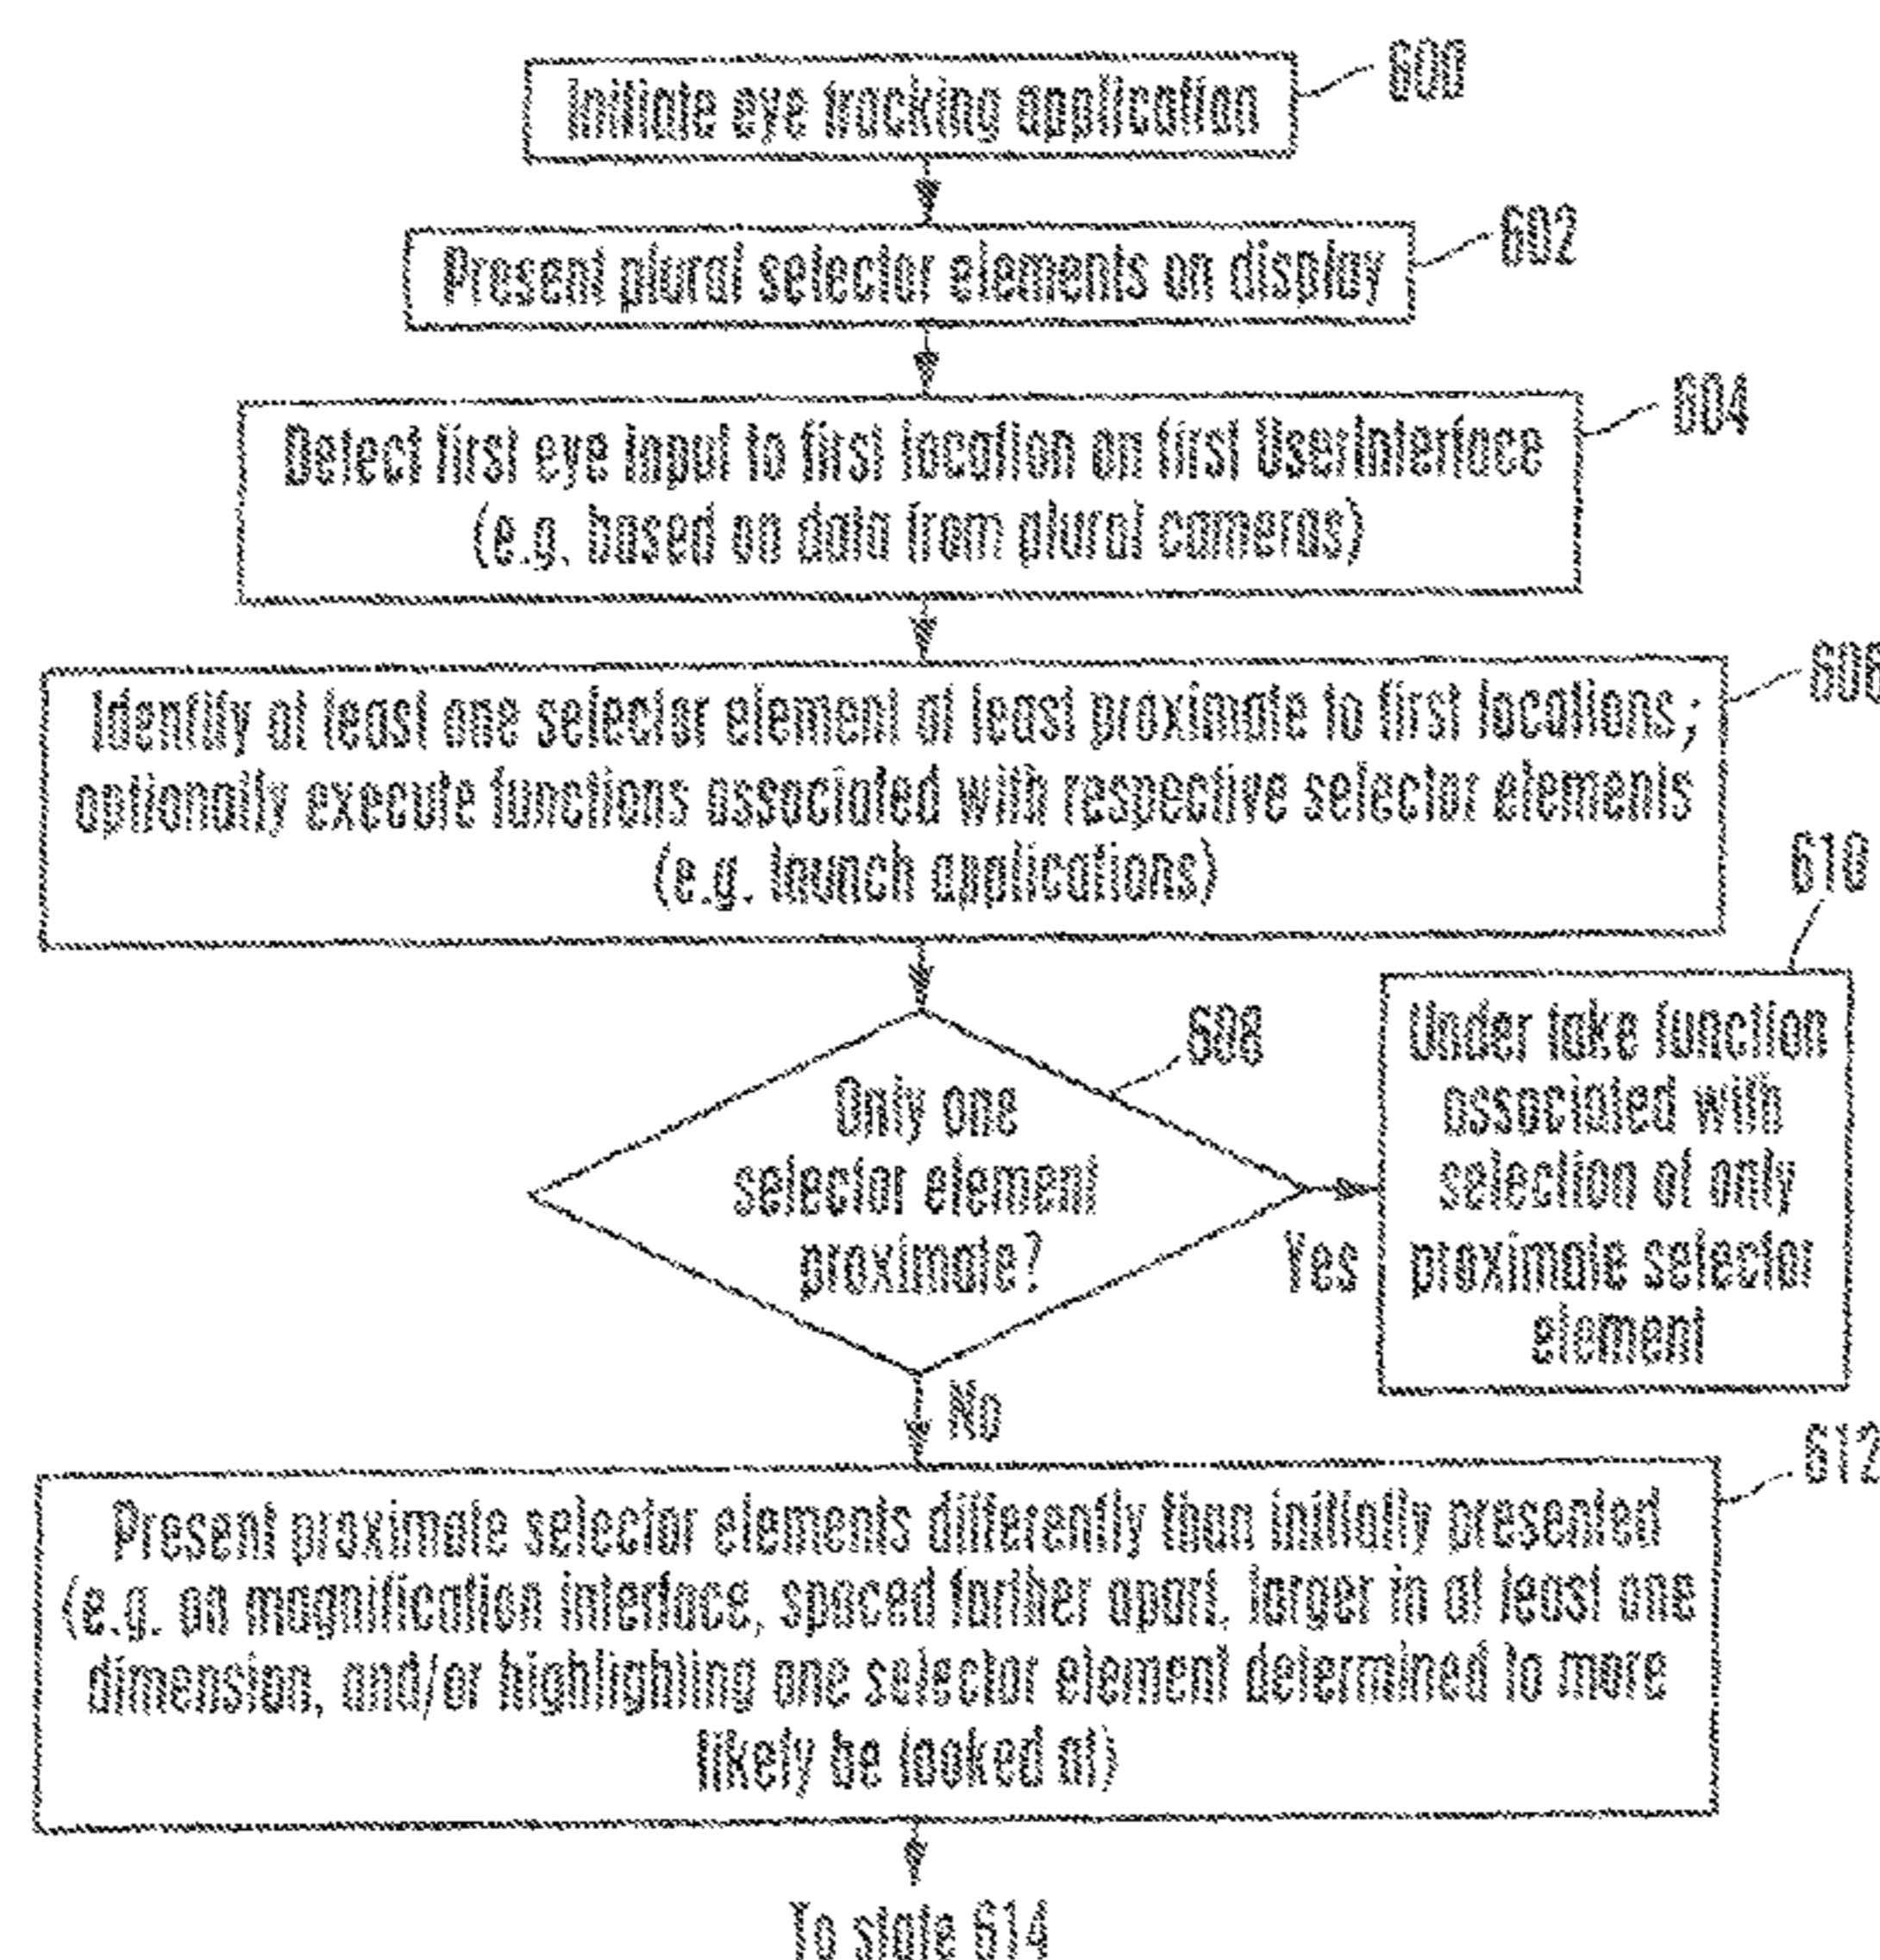 Initiate eye tracking application
600
Present plural selector elements on display
602
Detect first eye input to first location on first UserInterface
(e.g. based on data from plural cameras)
604
Identify at least one selector element at least proximate to first locations;
optionally execute functions associated with respective selector elements
(e.g. launch applications)
606
Only one
selector element
proximate?
608
Yes
610
Under take function
associated with
selection of only
proximate selector
element
No
612
Present proximate selector elements differently than initially presented
(e.g. on magnification interface, spaced farther apart, larger in at least one
dimension, and/or highlighting one selector element determined to more
likely be looked at)
To state 614